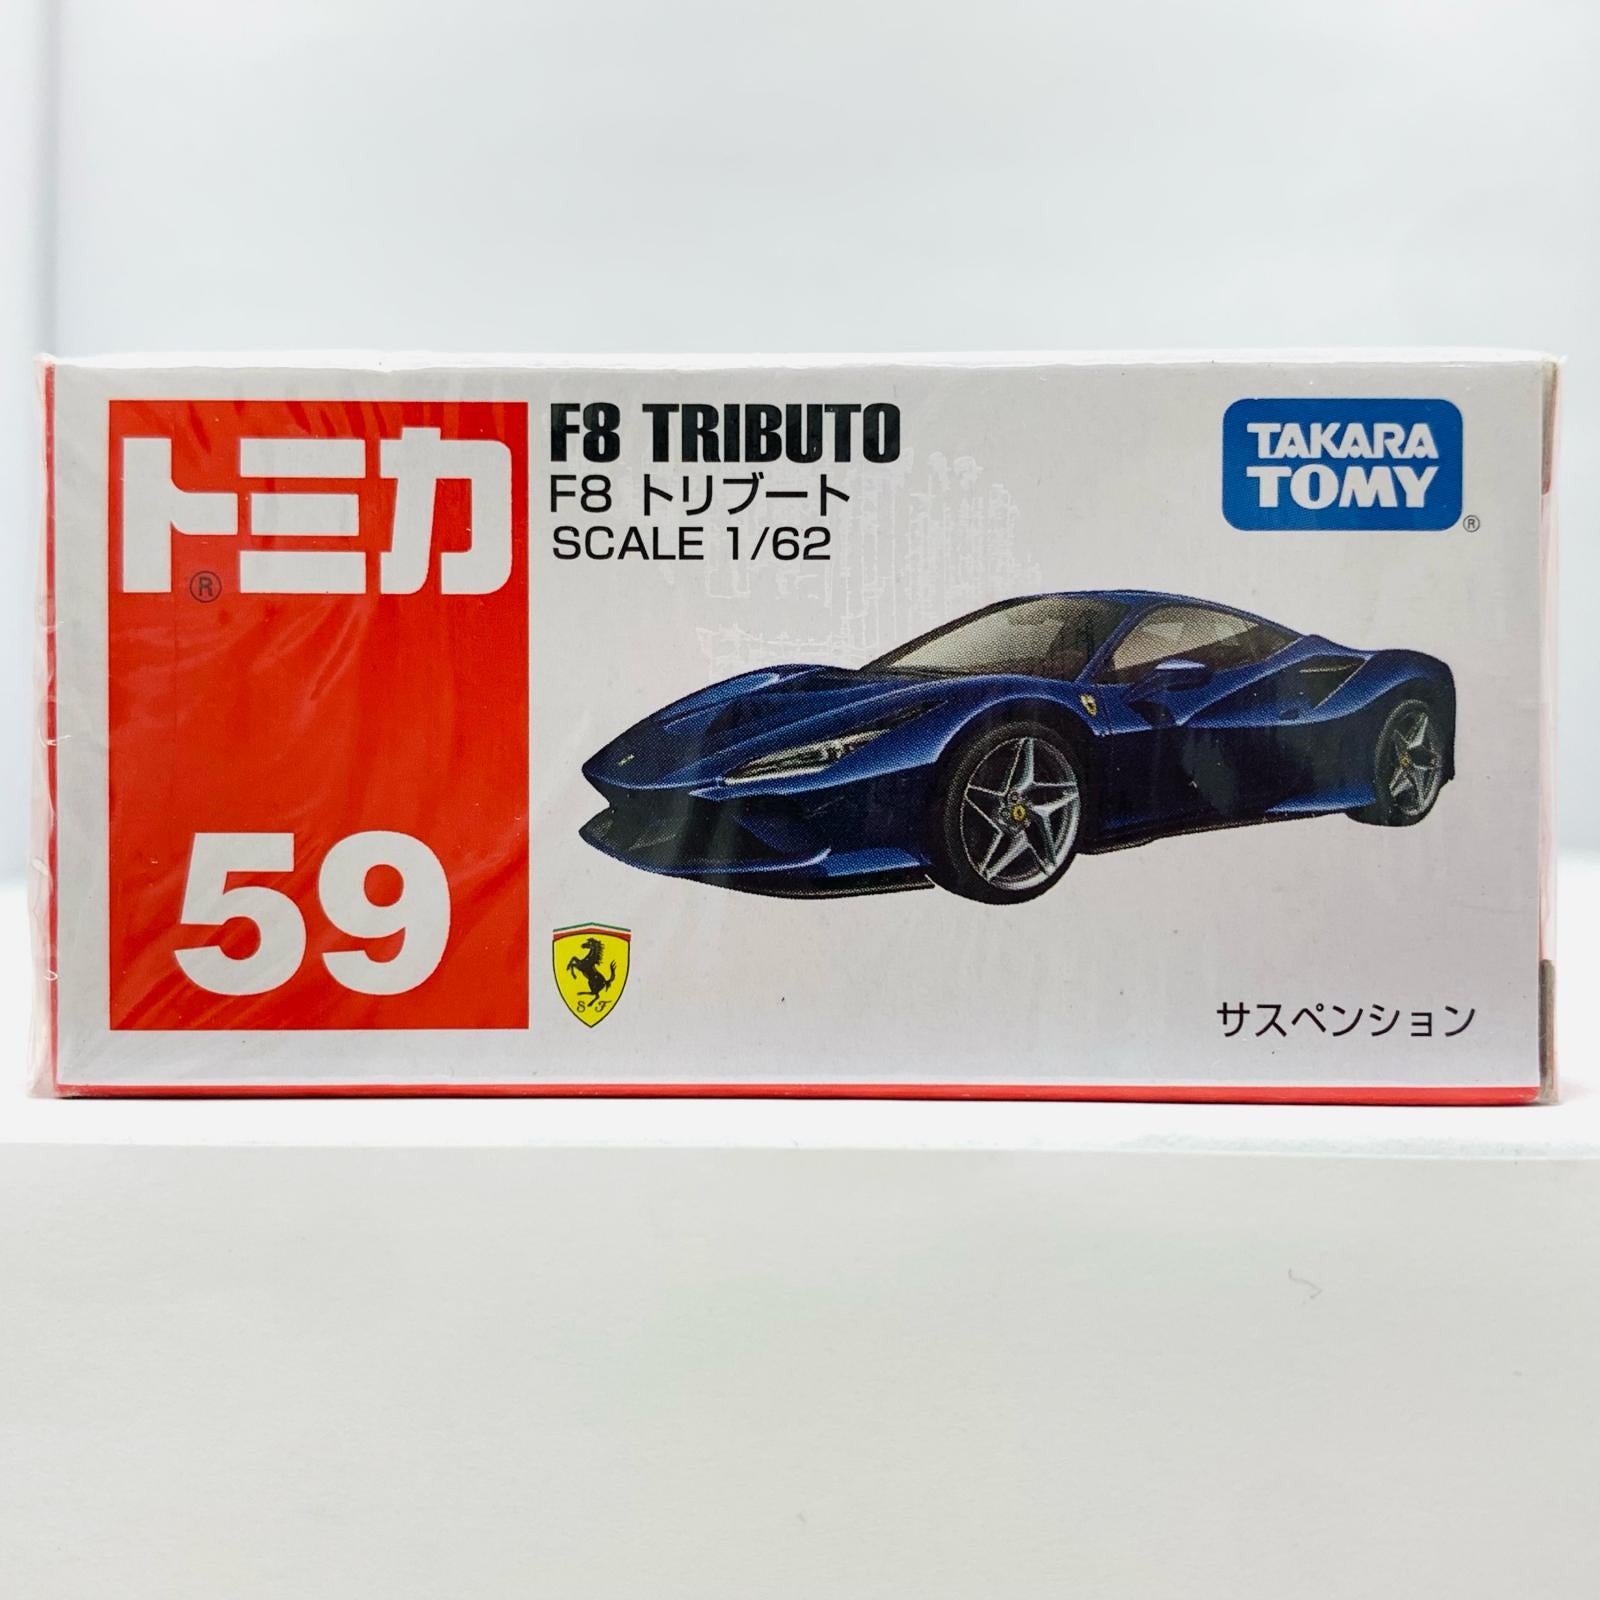 トミカ
®
59
F8 TRIBUTO
F8 トリブート
SCALE 1/62
TAKARA
TOMY
®
S F
サスペンション